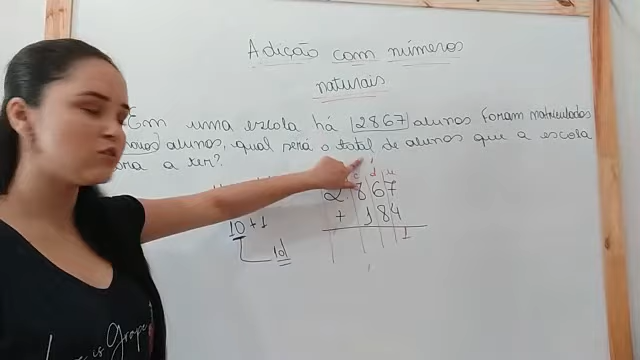 Adição com números
naturais
Em uma escola há 2867 alunos foram matriculados
alunos, qual será o total de alunos que a escola
a ter?
c d u
2 8 6 7
10 + 1
+ 1 8 4
1
1d